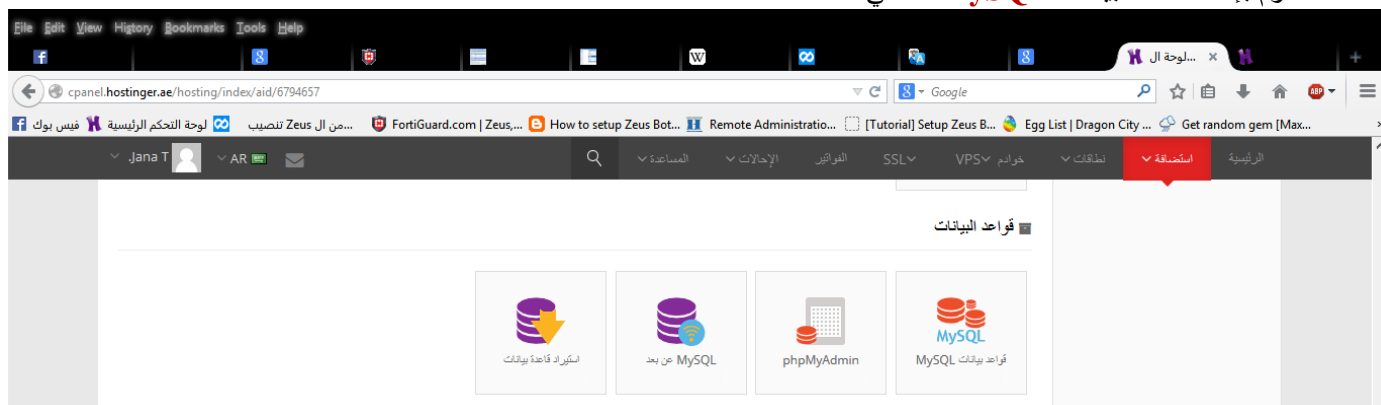 MySQL
File Edit View History Bookmarks Tools Help
لوحة ال... ×
cpanel.hostinger.ae/hosting/index/aid/6794657
Google
فيس بوك لوحة التحكم الرئيسية من ال Zeus تنصيب... FortiGuard.com | Zeus,... How to setup Zeus Bot... Remote Administratio... [Tutorial] Setup Zeus B... Egg List | Dragon City ... Get random gem [Max...
الرئيسية استضافة نطاقات خوادم VPS SSL الفواتير الإحالات المساعدة AR Jana T.
قواعد البيانات
MySQL
قواعد بيانات MySQL phpMyAdmin MySQL عن بعد استيراد قاعدة بيانات